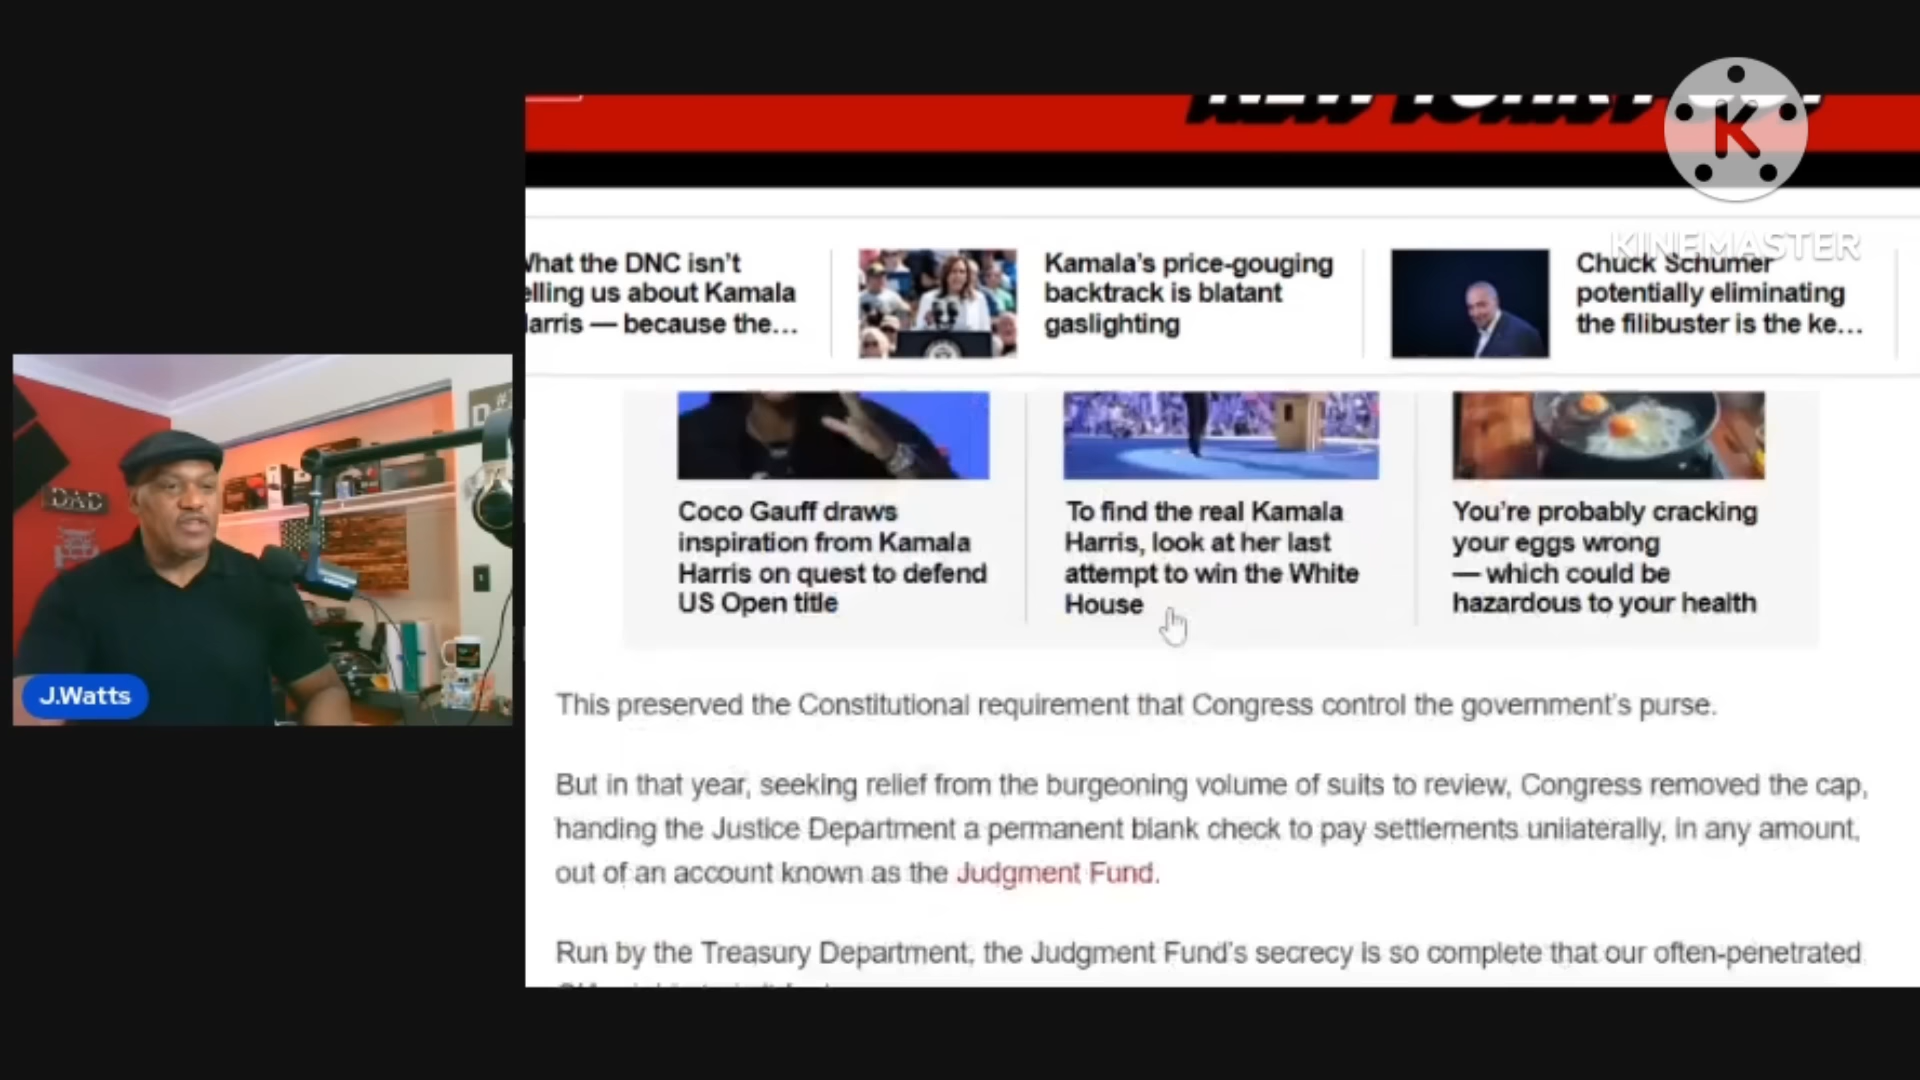 NEW YORK POST
KINEMASTER
What the DNC isn't
elling us about Kamala
arris — because the...
Kamala's price-gouging
backtrack is blatant
gaslighting
Chuck Schumer
potentially eliminating
the filibuster is the ke...
DAD
Coco Gauff draws
inspiration from Kamala
Harris on quest to defend
US Open title
To find the real Kamala
Harris, look at her last
attempt to win the White
House
You're probably cracking
your eggs wrong
— which could be
hazardous to your health
J.Watts
This preserved the Constitutional requirement that Congress control the government's purse.
But in that year, seeking relief from the burgeoning volume of suits to review, Congress removed the cap,
handing the Justice Department a permanent blank check to pay settlements unilaterally, in any amount,
out of an account known as the Judgment Fund.
Run by the Treasury Department, the Judgment Fund's secrecy is so complete that our often-penetrated